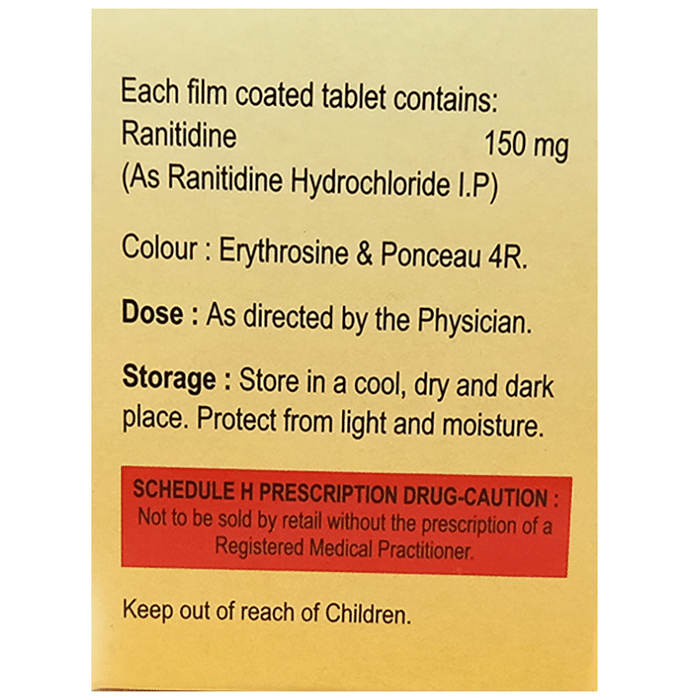 Each film coated tablet contains:
Ranitidine 150 mg
(As Ranitidine Hydrochloride I.P)
Colour : Erythrosine & Ponceau 4R.
Dose : As directed by the Physician.
Storage : Store in a cool, dry and dark
place. Protect from light and moisture.
SCHEDULE H PRESCRIPTION DRUG-CAUTION :
Not to be sold by retail without the prescription of a
Registered Medical Practitioner.
Keep out of reach of Children.